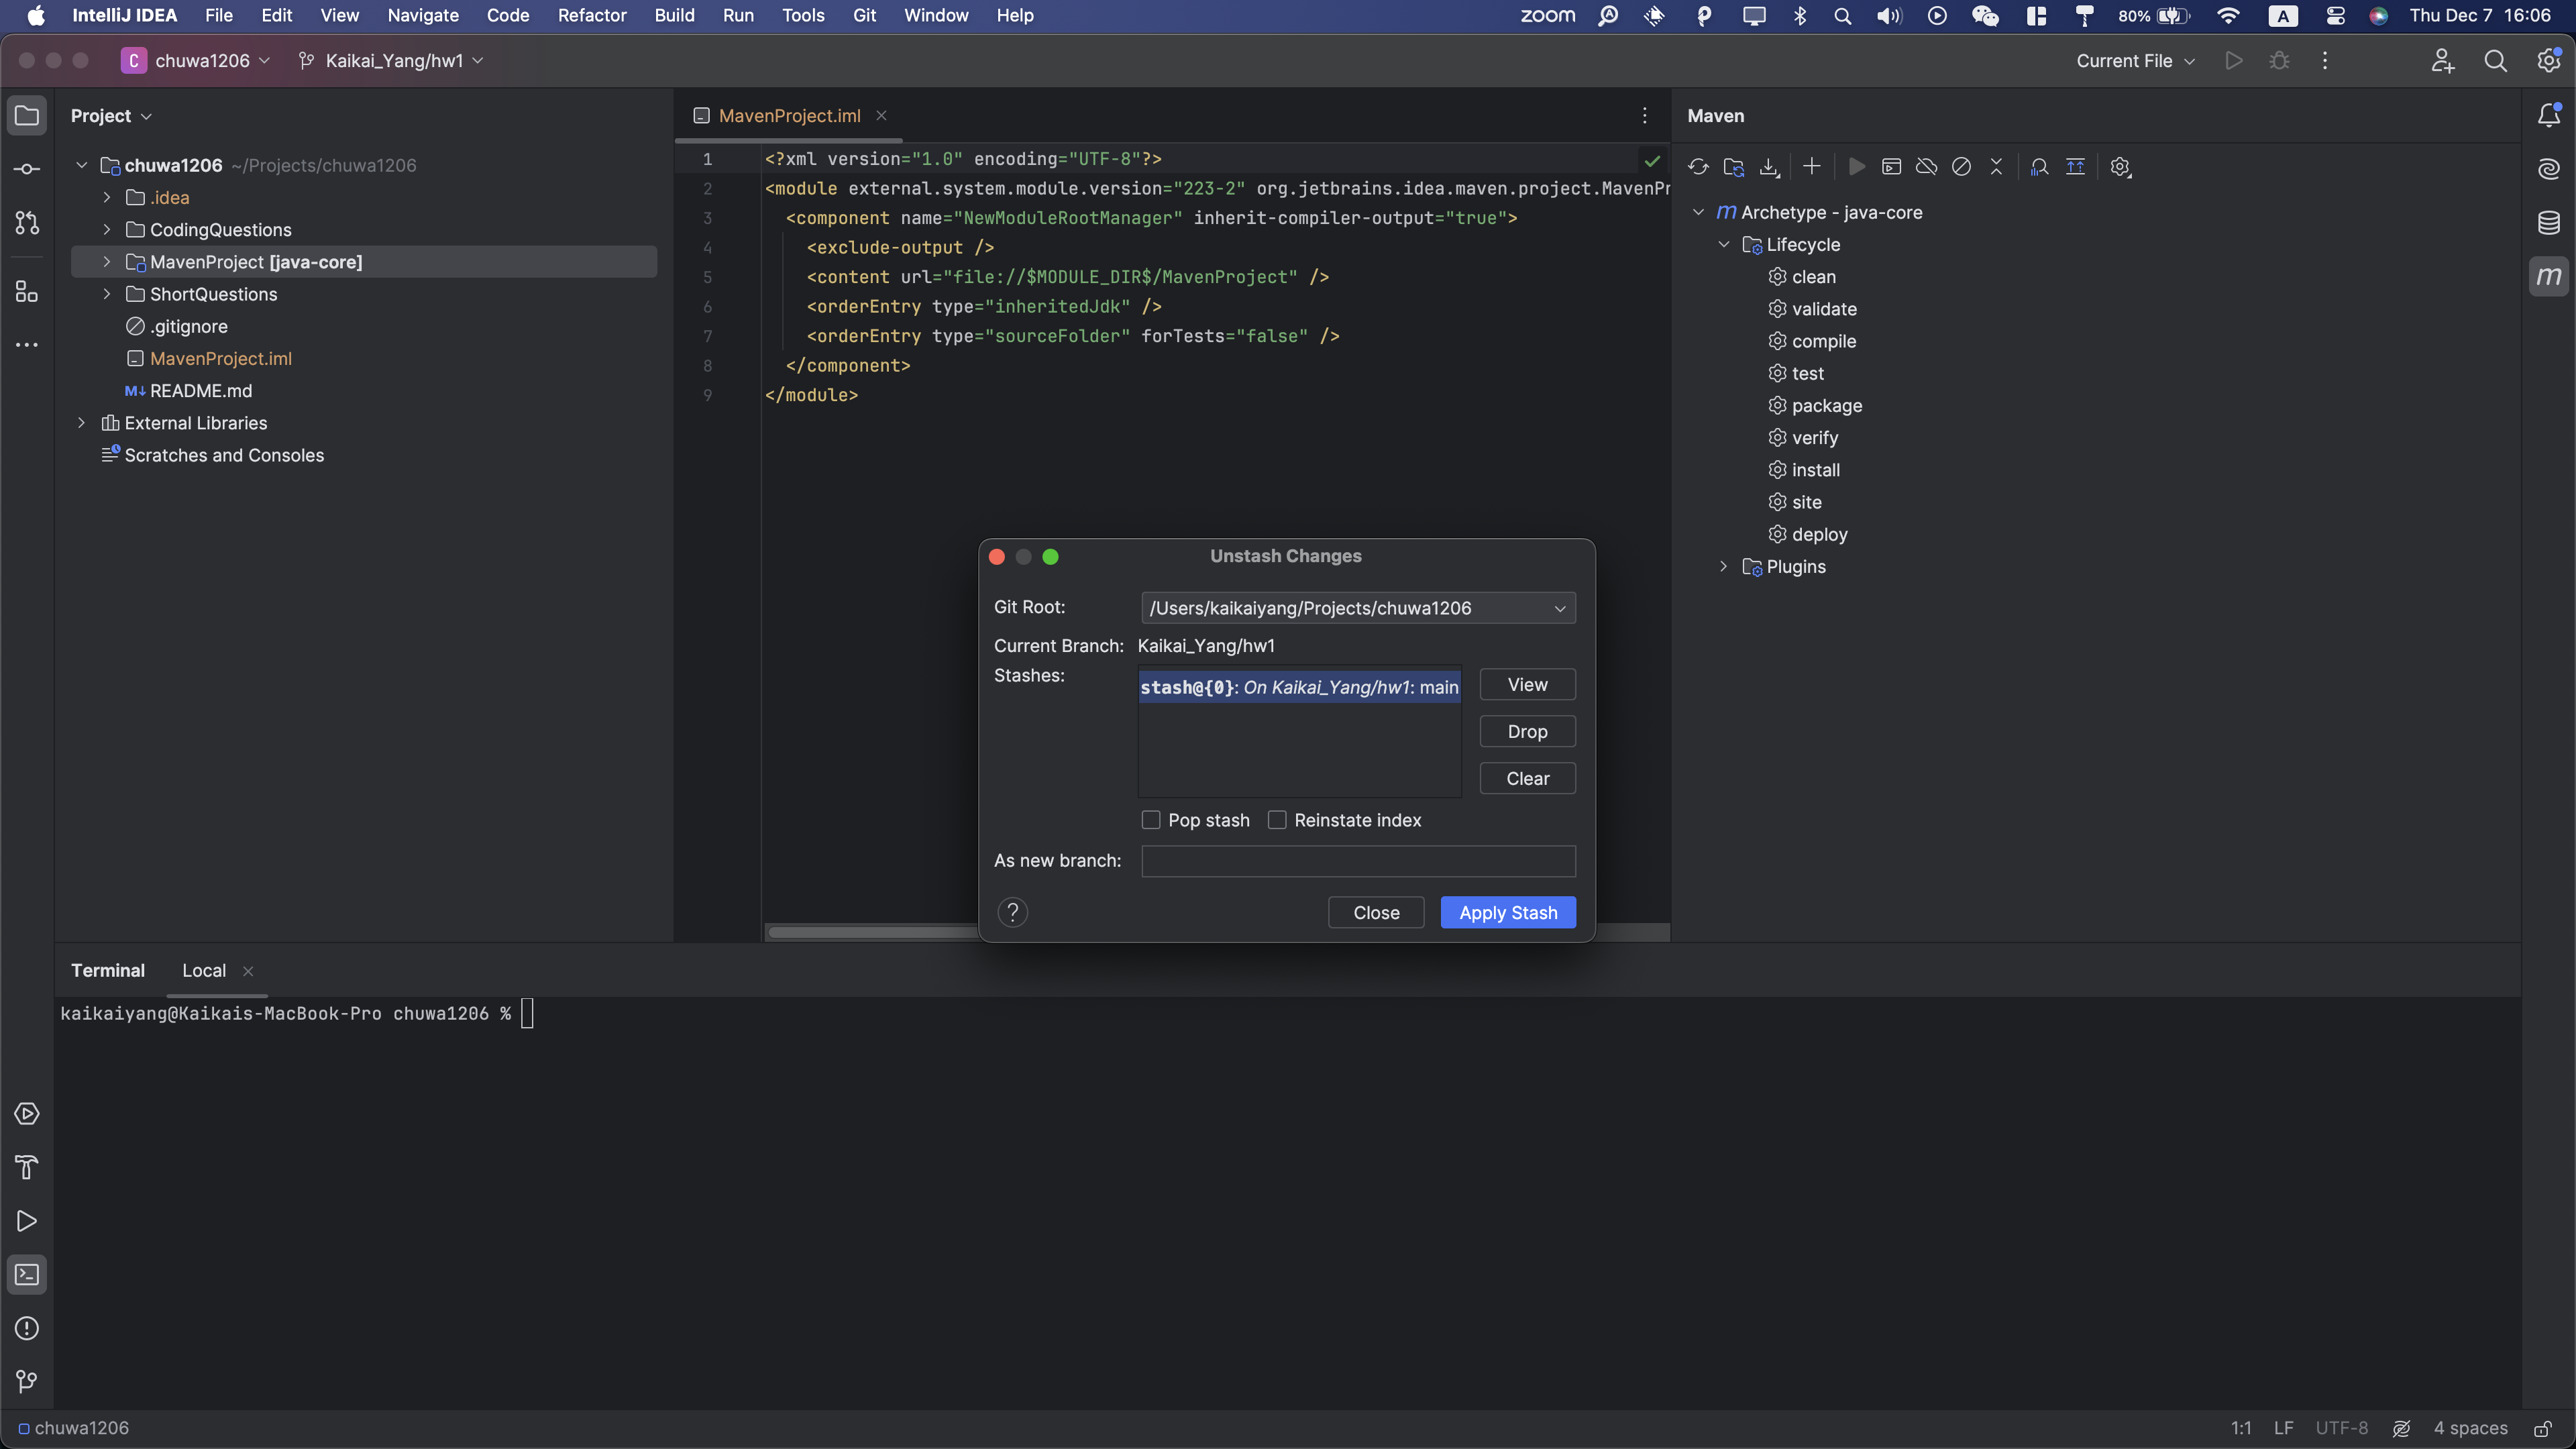 IntelliJ IDEA File Edit View Navigate Code Refactor Build Run Tools Git Window Help zoom 80% A Thu Dec 7 16:06
C chuwa1206 Kaikai_Yang/hw1 Current File
Project
chuwa1206 ~/Projects/chuwa1206
.idea
CodingQuestions
MavenProject [java-core]
ShortQuestions
.gitignore
MavenProject.iml
M↓ README.md
External Libraries
Scratches and Consoles
MavenProject.iml
1 <?xml version="1.0" encoding="UTF-8"?>
2 <module external.system.module.version="223-2" org.jetbrains.idea.maven.project.MavenPr
3 <component name="NewModuleRootManager" inherit-compiler-output="true">
4 <exclude-output />
5 <content url="file://$MODULE_DIR$/MavenProject" />
6 <orderEntry type="inheritedJdk" />
7 <orderEntry type="sourceFolder" forTests="false" />
8 </component>
9 </module>
Maven
m Archetype - java-core
Lifecycle
clean
validate
compile
test
package
verify
install
site
deploy
Plugins
m
Unstash Changes
Git Root: /Users/kaikaiyang/Projects/chuwa1206
Current Branch: Kaikai_Yang/hw1
Stashes: stash@{0}: On Kaikai_Yang/hw1: main
View
Drop
Clear
Pop stash Reinstate index
As new branch:
? Close Apply Stash
Terminal Local
kaikaiyang@Kaikais-MacBook-Pro chuwa1206 %
chuwa1206 1:1 LF UTF-8 4 spaces